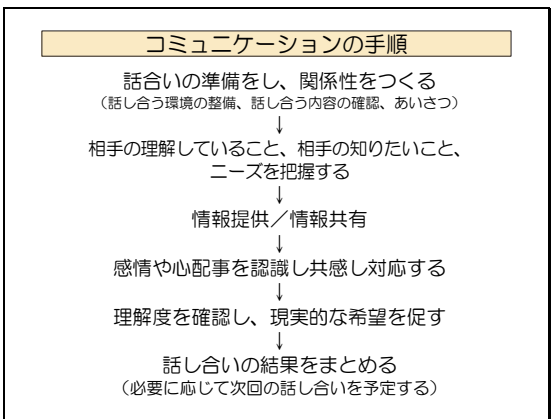 コミュニケーションの手順
話合いの準備をし、関係性をつくる
（話し合う環境の整備、話し合う内容の確認、あいさつ）
↓
相手の理解していること、相手の知りたいこと、
ニーズを把握する
↓
情報提供／情報共有
↓
感情や心配事を認識し共感し対応する
↓
理解度を確認し、現実的な希望を促す
↓
話し合いの結果をまとめる
（必要に応じて次回の話し合いを予定する）